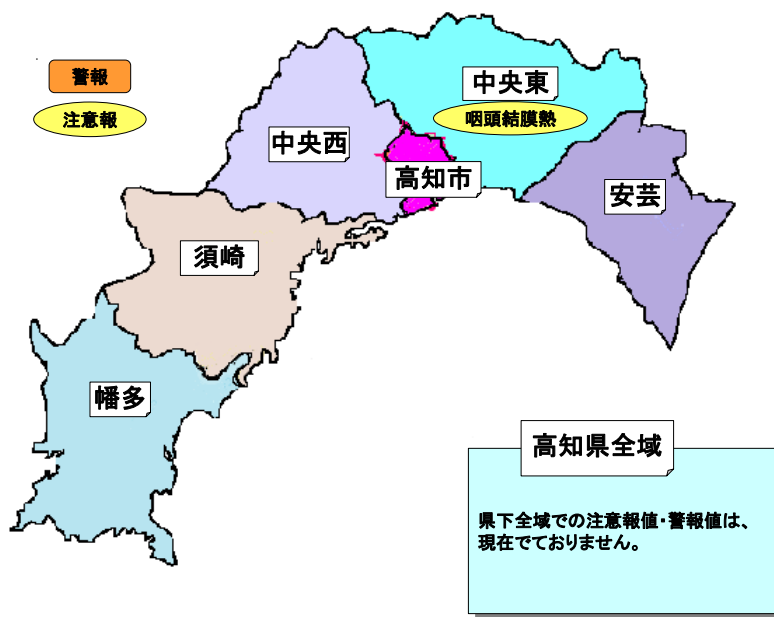 警報
注意報
中央東
咽頭結膜熱
中央西
高知市
安芸
須崎
幡多
高知県全域
県下全域での注意報値・警報値は、
現在でておりません。